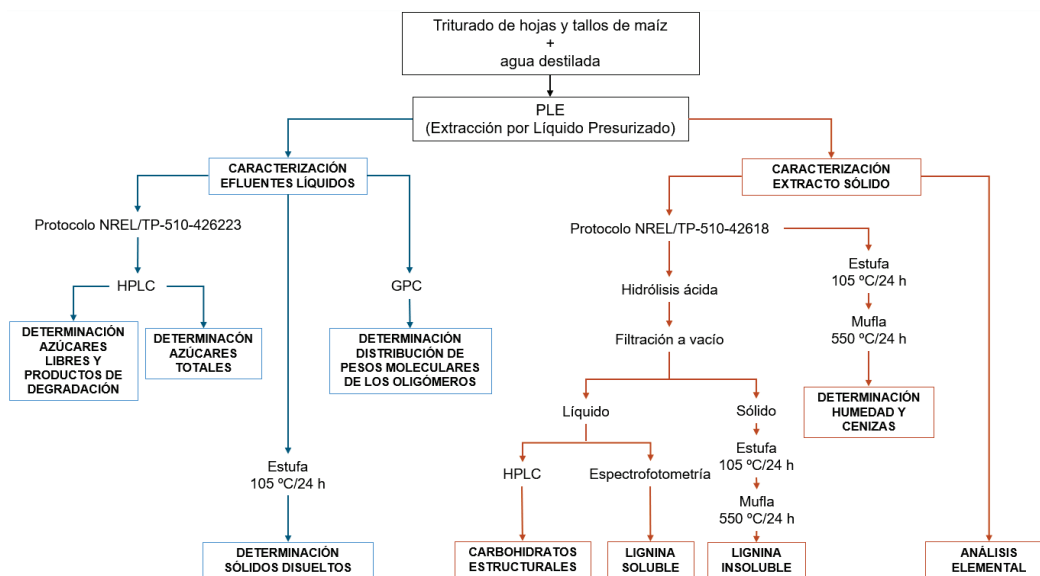 Triturado de hojas y tallos de maíz
+
agua destilada
PLE
(Extracción por Líquido Presurizado)
CARACTERIZACIÓN
EFLUENTES LÍQUIDOS
CARACTERIZACIÓN
EXTRACTO SÓLIDO
Protocolo NREL/TP-510-426223
HPLC
DETERMINACIÓN
AZÚCARES
LIBRES Y
PRODUCTOS DE
DEGRADACIÓN
DETERMINACÓN
AZÚCARES
TOTALES
GPC
DETERMINACIÓN
DISTRIBUCIÓN DE
PESOS MOLECULARES
DE LOS OLIGÓMEROS
Estufa
105 ºC/24 h
DETERMINACIÓN
SÓLIDOS DISUELTOS
Protocolo NREL/TP-510-42618
Hidrólisis ácida
Filtración a vacío
Líquido
HPLC
CARBOHIDRATOS
ESTRUCTURALES
Espectrofotometría
LIGNINA
SOLUBLE
Sólido
Estufa
105 ºC/24 h
Mufla
550 ºC/24 h
LIGNINA
INSOLUBLE
Estufa
105 ºC/24 h
Mufla
550 ºC/24 h
DETERMINACIÓN
HUMEDAD Y
CENIZAS
ANÁLISIS
ELEMENTAL